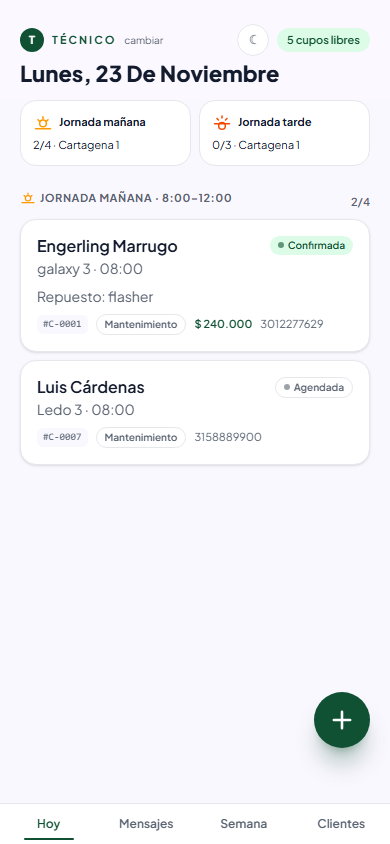 T TÉCNICO cambiar 5 cupos libres
Lunes, 23 De Noviembre
Jornada mañana
2/4 · Cartagena 1
Jornada tarde
0/3 · Cartagena 1
JORNADA MAÑANA · 8:00–12:00 2/4
Engerling Marrugo Confirmada
galaxy 3 · 08:00
Repuesto: flasher
#C-0001 Mantenimiento $ 240.000 3012277629
Luis Cárdenas Agendada
Ledo 3 · 08:00
#C-0007 Mantenimiento 3158889900
Hoy Mensajes Semana Clientes